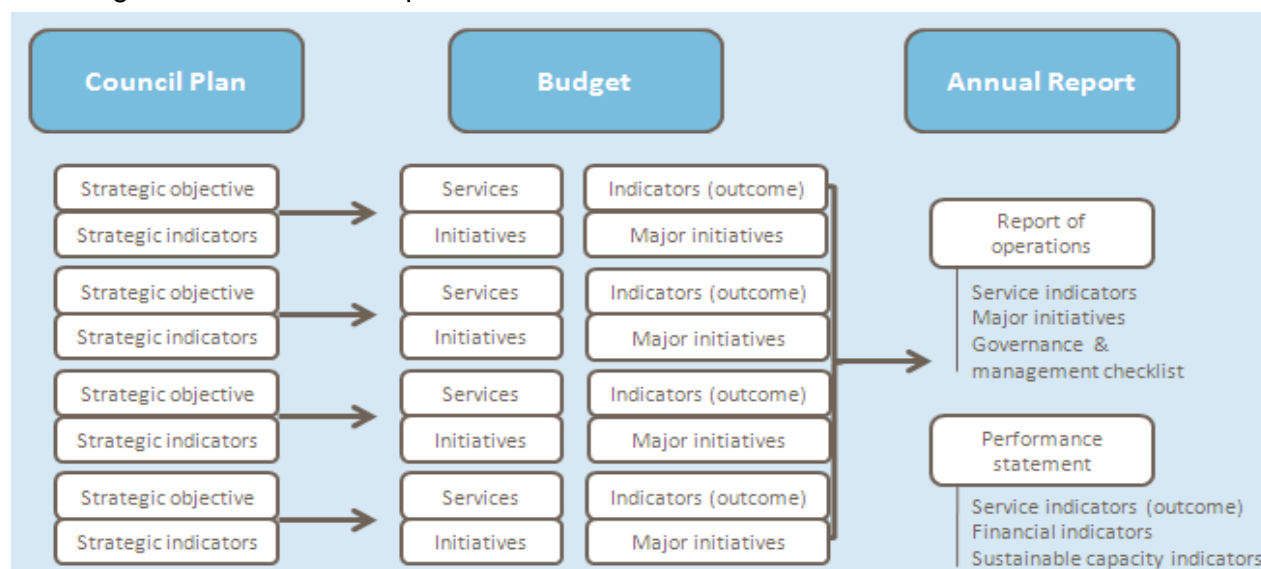 Council Plan
Budget
Annual Report
Strategic objective
Strategic indicators
Services
Initiatives
Indicators (outcome)
Major initiatives
Strategic objective
Strategic indicators
Services
Initiatives
Indicators (outcome)
Major initiatives
Strategic objective
Strategic indicators
Services
Initiatives
Indicators (outcome)
Major initiatives
Strategic objective
Strategic indicators
Services
Initiatives
Indicators (outcome)
Major initiatives
Report of
operations
Service indicators
Major initiatives
Governance &
management checklist
Performance
statement
Service indicators (outcome)
Financial indicators
Sustainable capacity indicators